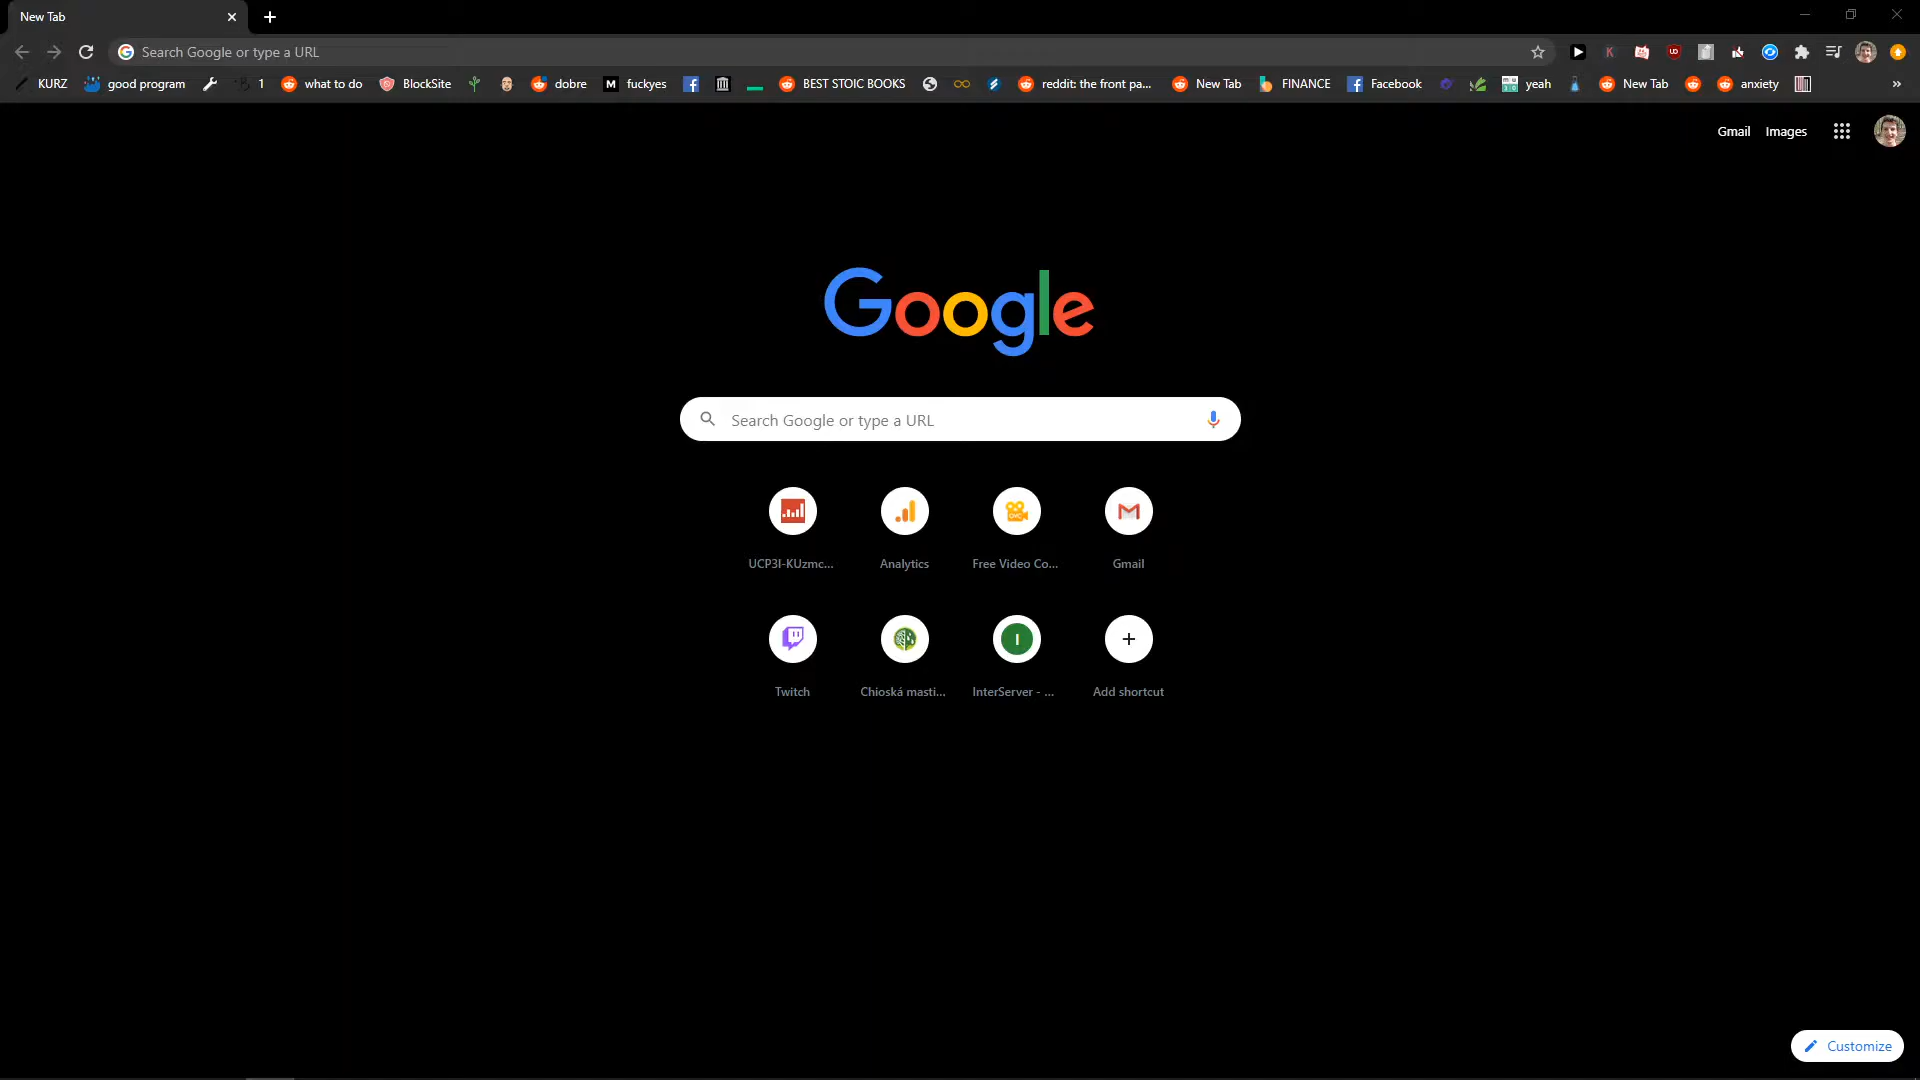 New Tab
Search Google or type a URL
KURZ good program 1 what to do BlockSite dobre fuckyes BEST STOIC BOOKS reddit: the front pa... New Tab FINANCE Facebook yeah New Tab anxiety »
Gmail Images
Google
Search Google or type a URL
UCP3I-KUzmc... Analytics Free Video Co... Gmail
Twitch Chioská masti... InterServer - ... Add shortcut
Customize